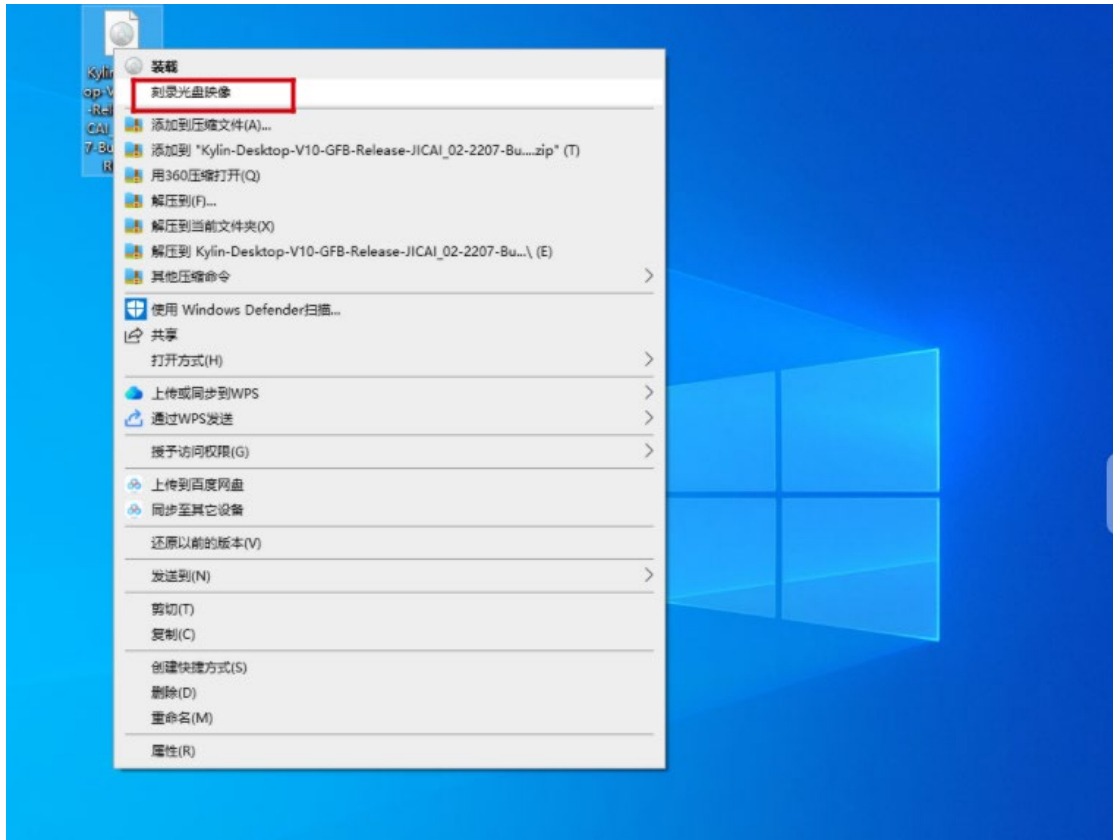 Kylin
op-V
-Rel
CAI_
7-Bu
R
装载
刻录光盘映像
添加到压缩文件(A)...
添加到 "Kylin-Desktop-V10-GFB-Release-JICAI_02-2207-Bu....zip" (T)
用360压缩打开(Q)
解压到(F)...
解压到当前文件夹(X)
解压到 Kylin-Desktop-V10-GFB-Release-JICAI_02-2207-Bu...\ (E)
其他压缩命令
使用 Windows Defender扫描...
共享
打开方式(H)
上传或同步到WPS
通过WPS发送
授予访问权限(G)
上传到百度网盘
同步至其它设备
还原以前的版本(V)
发送到(N)
剪切(T)
复制(C)
创建快捷方式(S)
删除(D)
重命名(M)
属性(R)